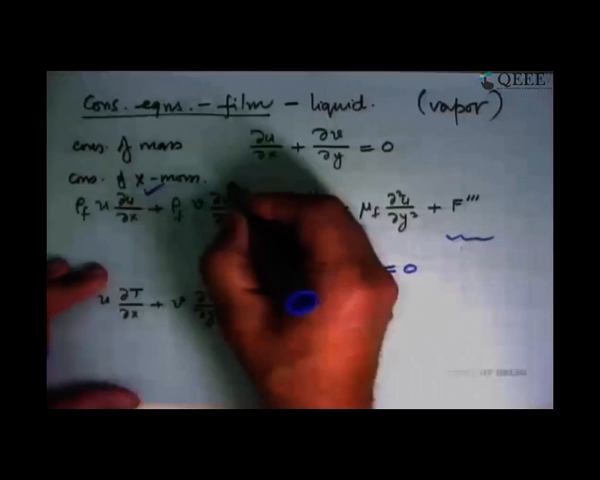 QEEE
Cons. eqns. - film - liquid. (vapor)
cons. of mass ∂u/∂x + ∂v/∂y = 0
cons. of x-mom.
ρf u ∂u/∂x + ρf v μf ∂²u/∂y² + F'''
= 0
u ∂T/∂x + v